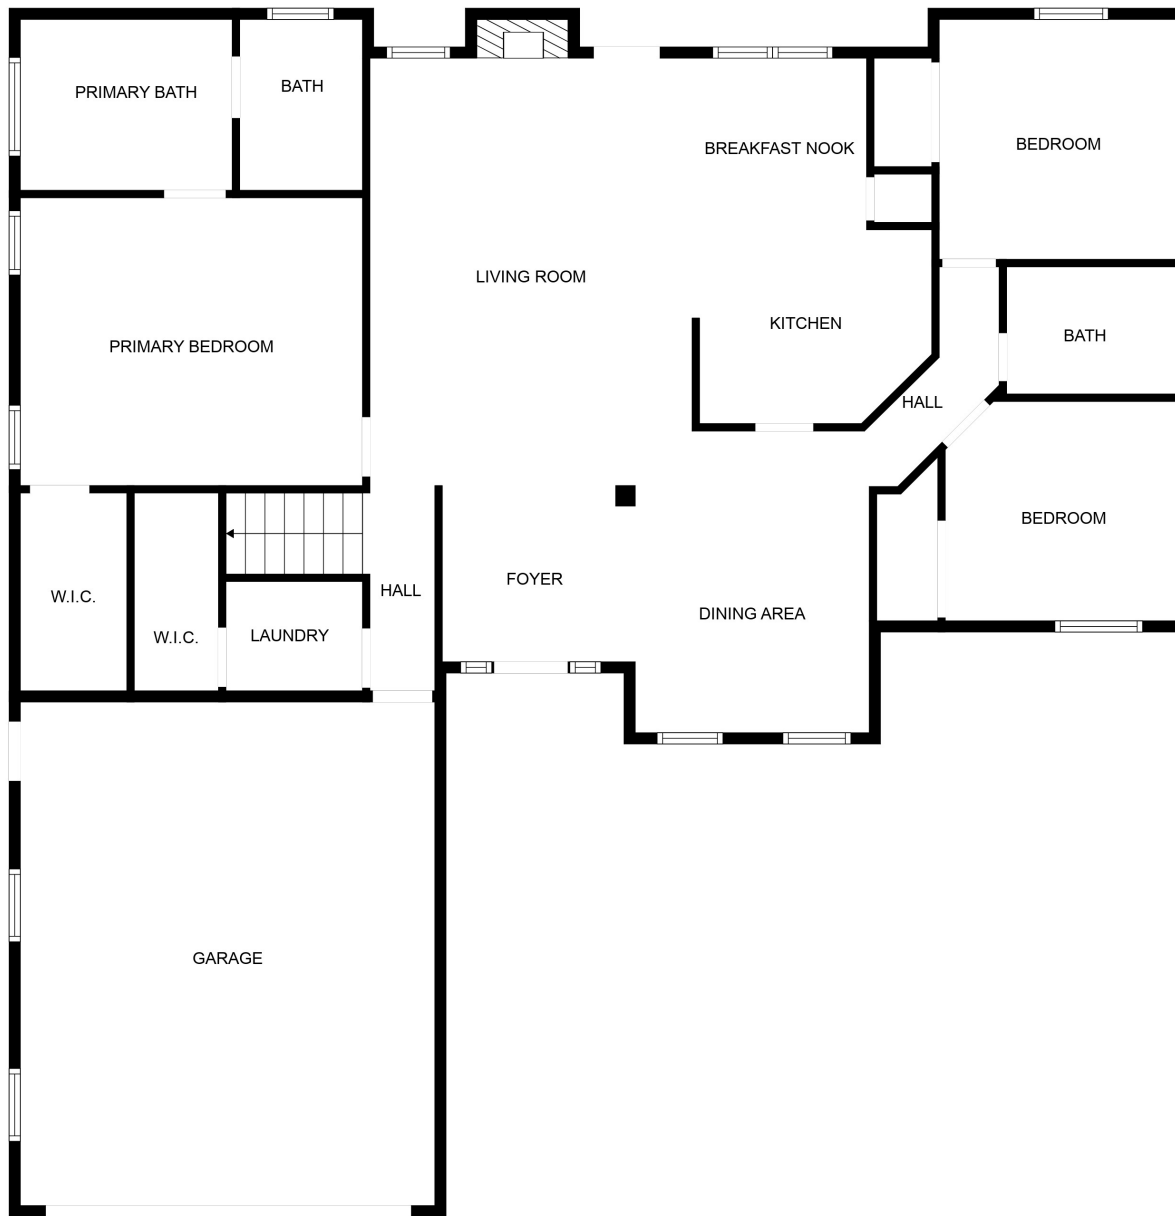 PRIMARY BATH
BATH
BREAKFAST NOOK
BEDROOM
LIVING ROOM
KITCHEN
BATH
PRIMARY BEDROOM
HALL
BEDROOM
W.I.C.
W.I.C.
LAUNDRY
HALL
FOYER
DINING AREA
GARAGE